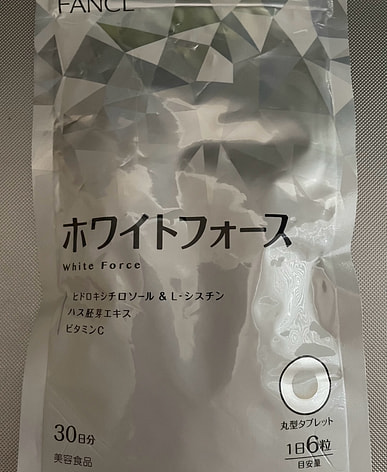 FANCL
ホワイトフォース
White Force
ヒドロキシチロソール & L-シスチン
ハス胚芽エキス
ビタミンC
丸型タブレット
30日分
1日6粒
美容食品
目安量